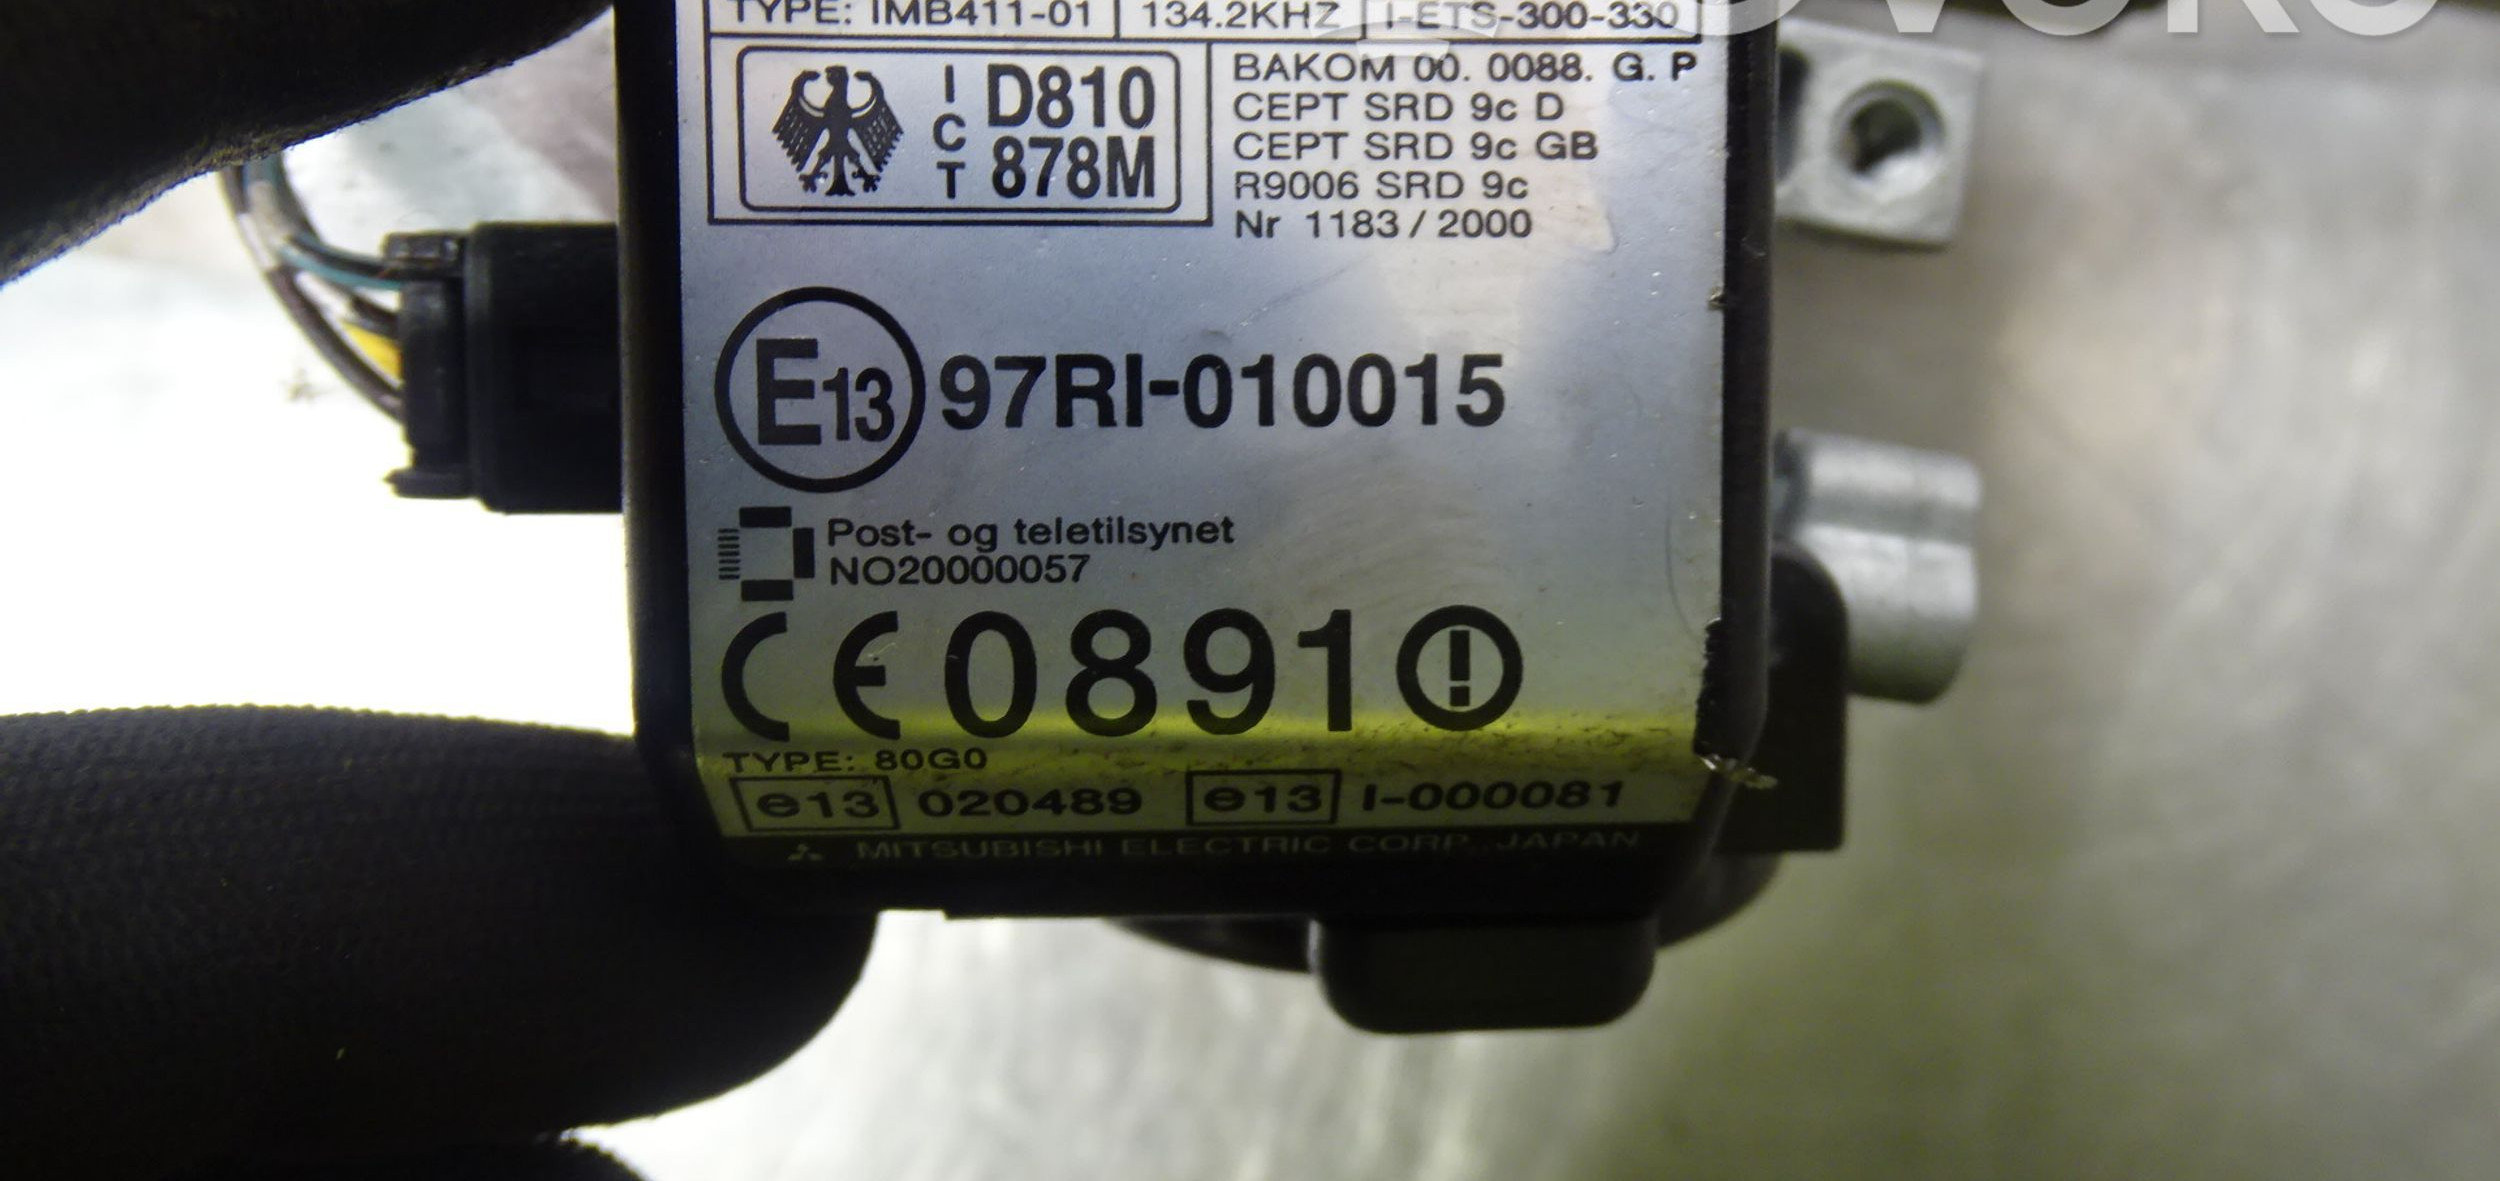 TYPE: IMB411-01 134.2KHZ I-ETS-300-330
ICT D810 878M
BAKOM 00. 0088. G. P
CEPT SRD 9c D
CEPT SRD 9c GB
R9006 SRD 9c
Nr 1183 / 2000
E13 97RI-010015
Post- og teletilsynet
NO20000057
CE0891
TYPE: 80G0
e13 020489 e13 I-000081
MITSUBISHI ELECTRIC CORP. JAPAN